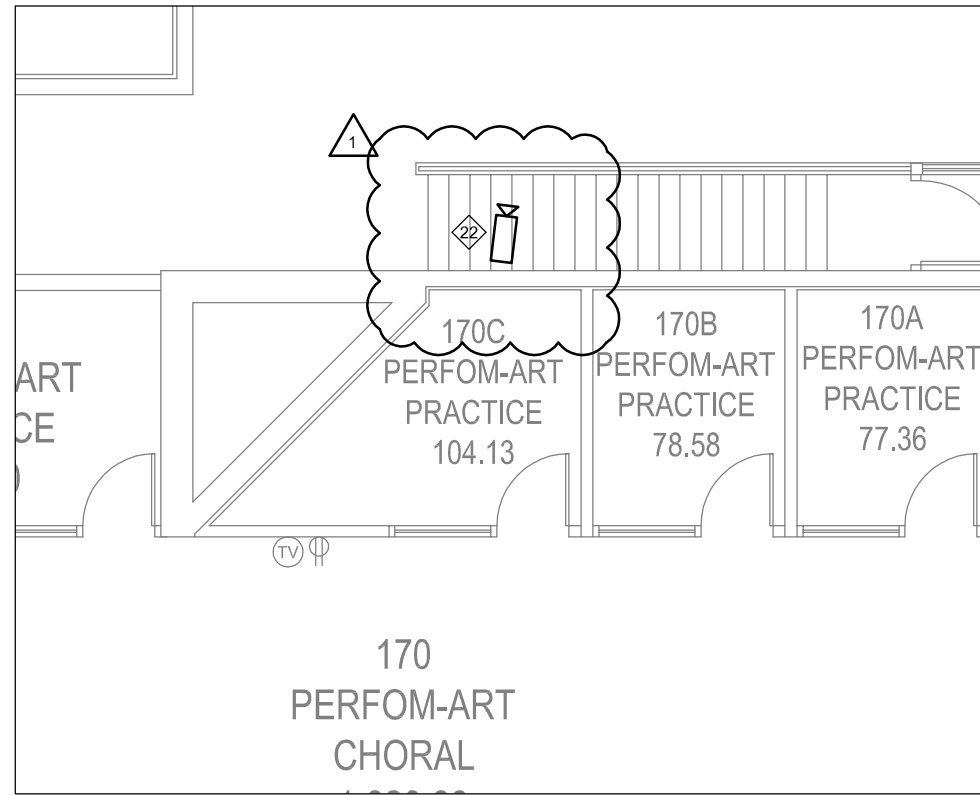 1
22
170C
PERFOM-ART
PRACTICE
104.13
170B
PERFOM-ART
PRACTICE
78.58
170A
PERFOM-ART
PRACTICE
77.36
ART
CE
TV
170
PERFOM-ART
CHORAL